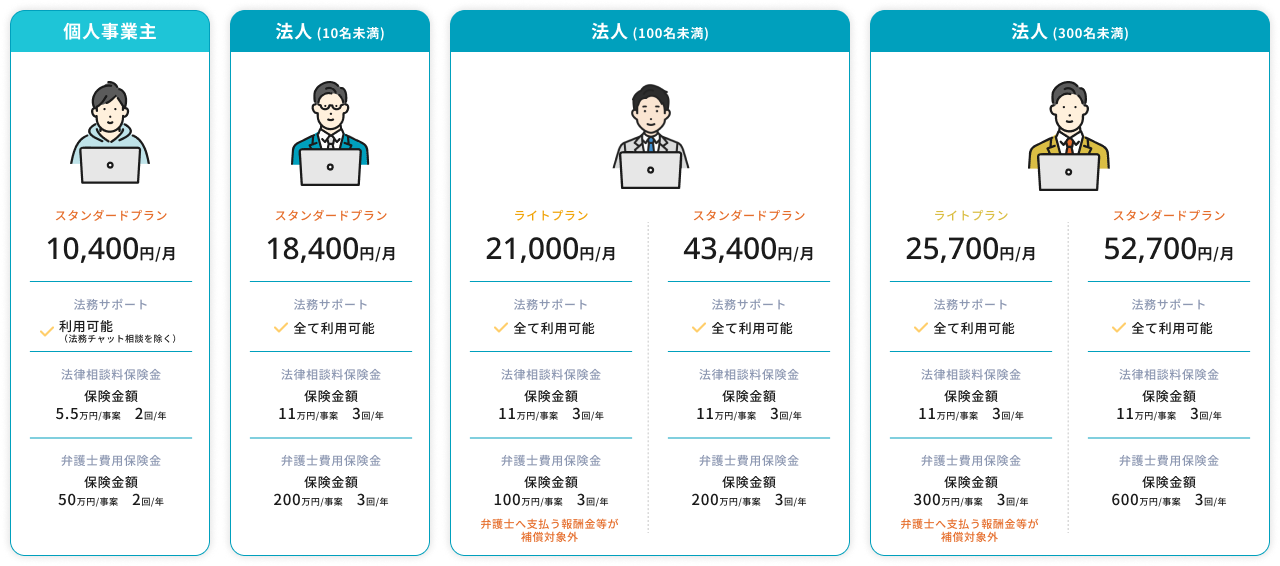 個人事業主
スタンダードプラン
10,400円/月
法務サポート
利用可能
（法務チャット相談を除く）
法律相談料保険金
保険金額
5.5万円/事案 2回/年
弁護士費用保険金
保険金額
50万円/事案 2回/年
法人 (10名未満)
スタンダードプラン
18,400円/月
法務サポート
全て利用可能
法律相談料保険金
保険金額
11万円/事案 3回/年
弁護士費用保険金
保険金額
200万円/事案 3回/年
法人 (100名未満)
ライトプラン
21,000円/月
法務サポート
全て利用可能
法律相談料保険金
保険金額
11万円/事案 3回/年
弁護士費用保険金
保険金額
100万円/事案 3回/年
弁護士へ支払う報酬金等が
補償対象外
スタンダードプラン
43,400円/月
法務サポート
全て利用可能
法律相談料保険金
保険金額
11万円/事案 3回/年
弁護士費用保険金
保険金額
200万円/事案 3回/年
法人 (300名未満)
ライトプラン
25,700円/月
法務サポート
全て利用可能
法律相談料保険金
保険金額
11万円/事案 3回/年
弁護士費用保険金
保険金額
300万円/事案 3回/年
弁護士へ支払う報酬金等が
補償対象外
スタンダードプラン
52,700円/月
法務サポート
全て利用可能
法律相談料保険金
保険金額
11万円/事案 3回/年
弁護士費用保険金
保険金額
600万円/事案 3回/年